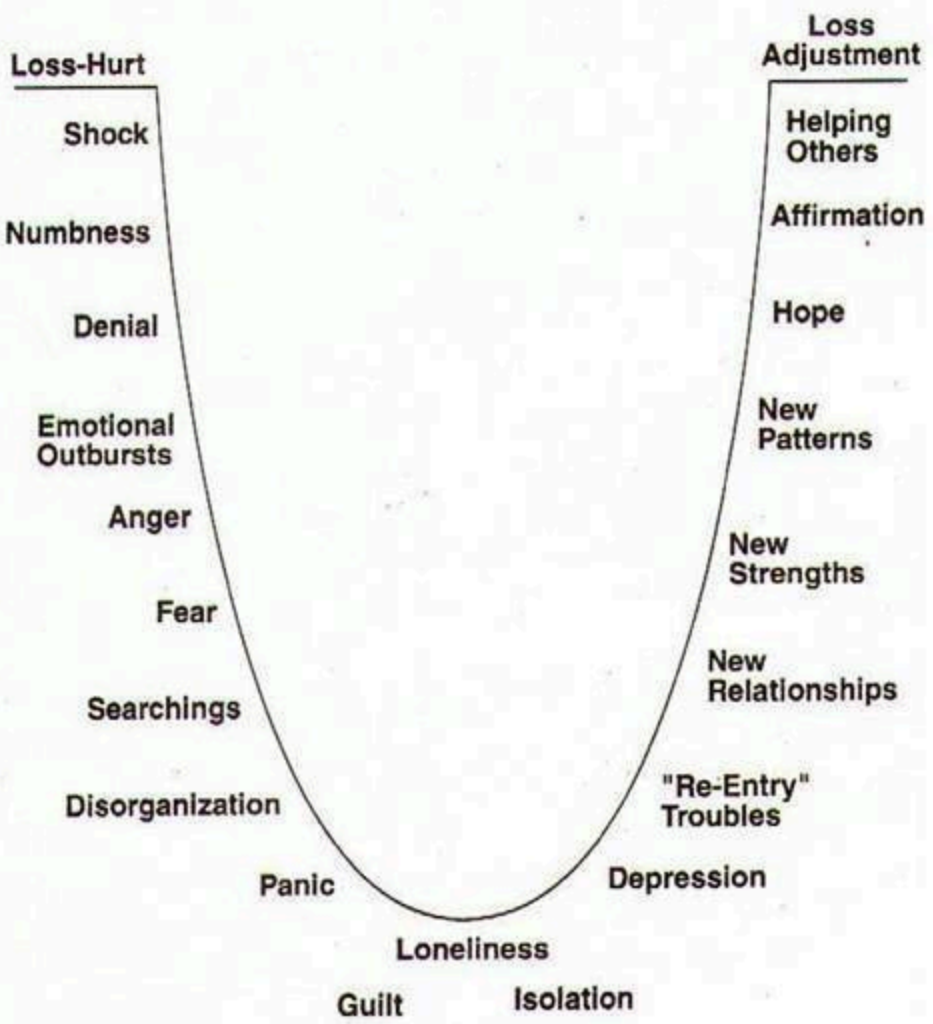 Loss-Hurt
Shock
Numbness
Denial
Emotional
Outbursts
Anger
Fear
Searchings
Disorganization
Panic
Guilt
Loneliness
Isolation
Depression
"Re-Entry"
Troubles
New
Relationships
New
Strengths
New
Patterns
Hope
Affirmation
Helping
Others
Loss
Adjustment